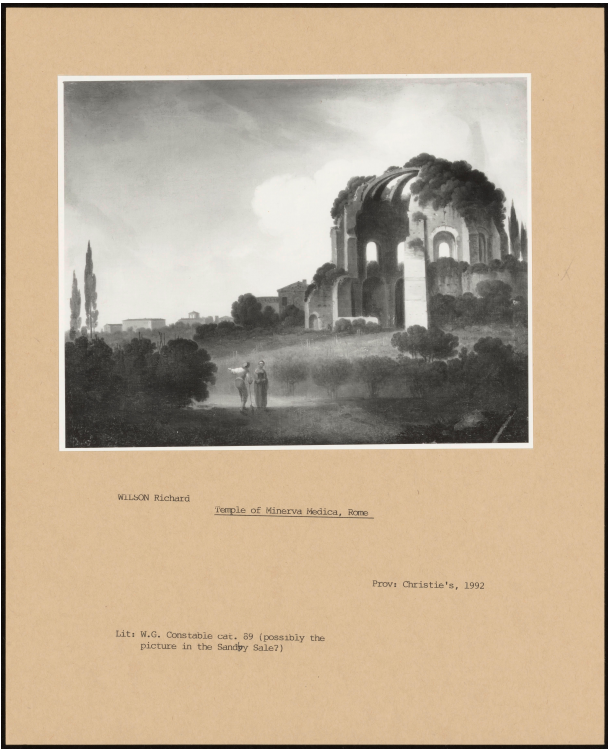 WILSON Richard
Temple of Minerva Medica, Rome
Prov: Christie's, 1992
Lit: W.G. Constable cat. 89 (possibly the
picture in the Sandby Sale?)